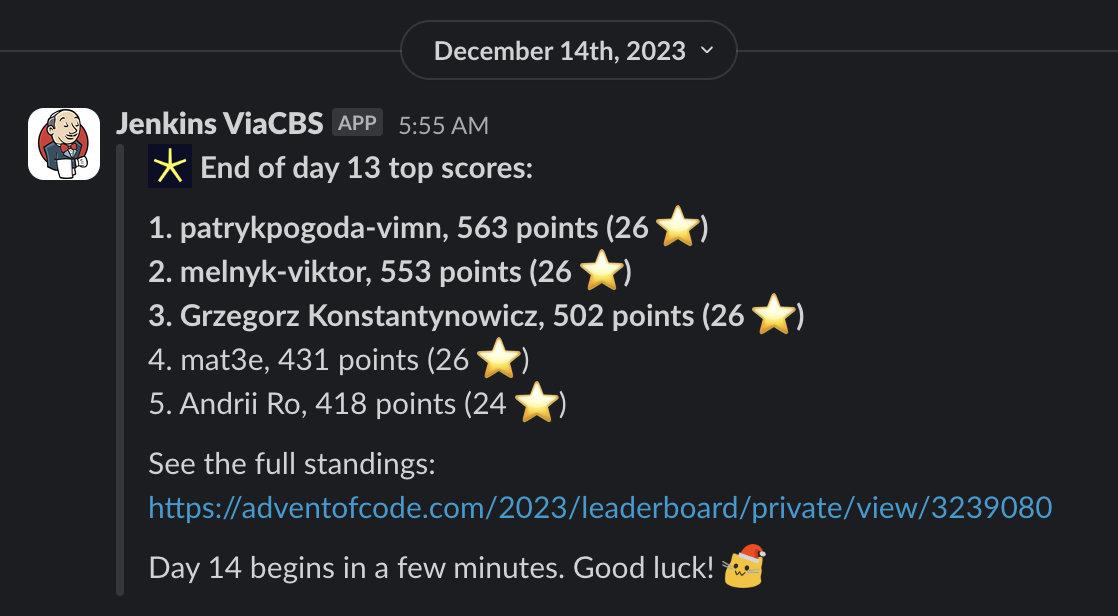 December 14th, 2023
Jenkins ViaCBS APP 5:55 AM
End of day 13 top scores:
1. patrykpogoda-vimn, 563 points (26 ⭐)
2. melnyk-viktor, 553 points (26 ⭐)
3. Grzegorz Konstantynowicz, 502 points (26 ⭐)
4. mat3e, 431 points (26 ⭐)
5. Andrii Ro, 418 points (24 ⭐)
See the full standings:
https://adventofcode.com/2023/leaderboard/private/view/3239080
Day 14 begins in a few minutes. Good luck!